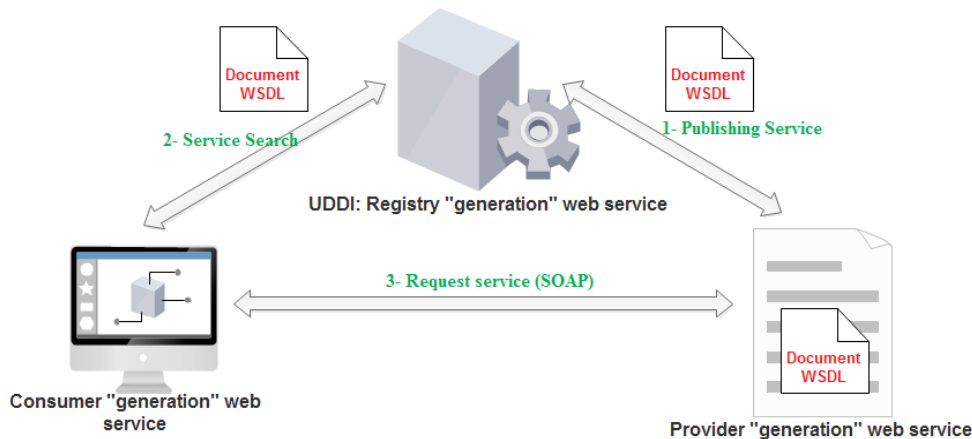 Document
WSDL
Document
WSDL
2- Service Search
1- Publishing Service
UDDI: Registry "generation" web service
3- Request service (SOAP)
Document
WSDL
Consumer "generation" web
service
Provider "generation" web service